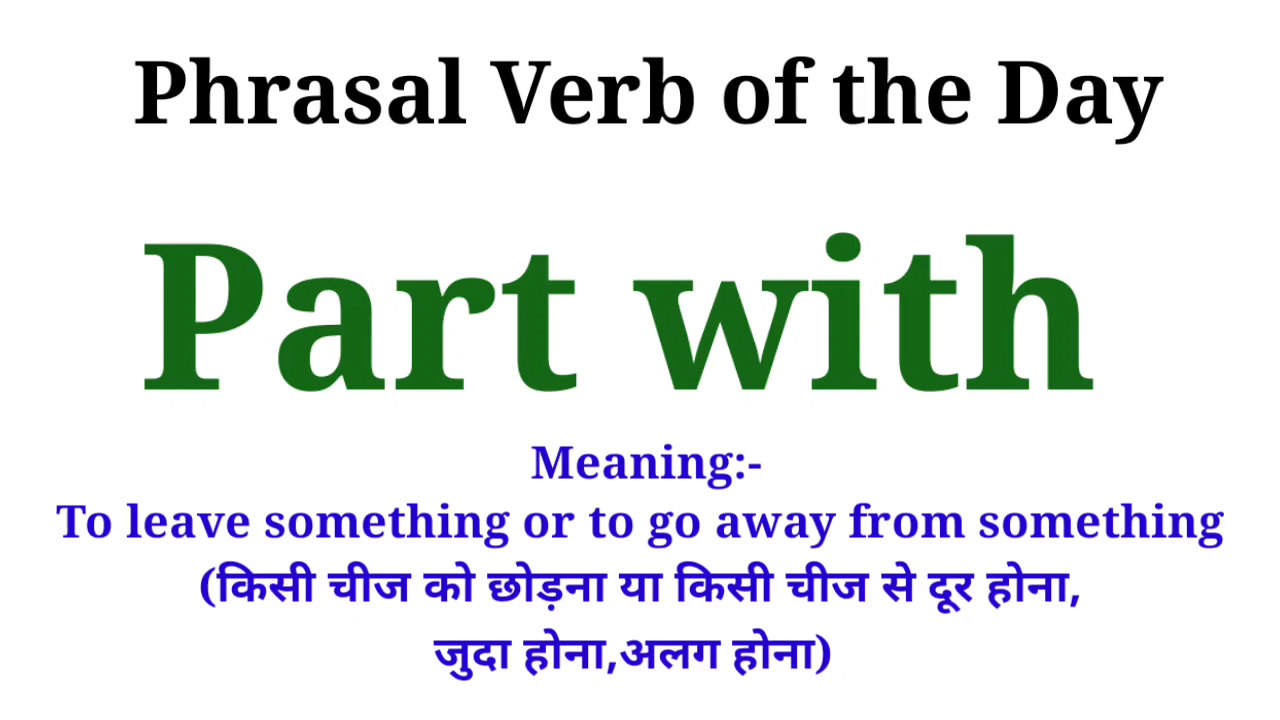 Phrasal Verb of the Day
Part with
Meaning:-
To leave something or to go away from something
(किसी चीज को छोड़ना या किसी चीज से दूर होना,
जुदा होना,अलग होना)